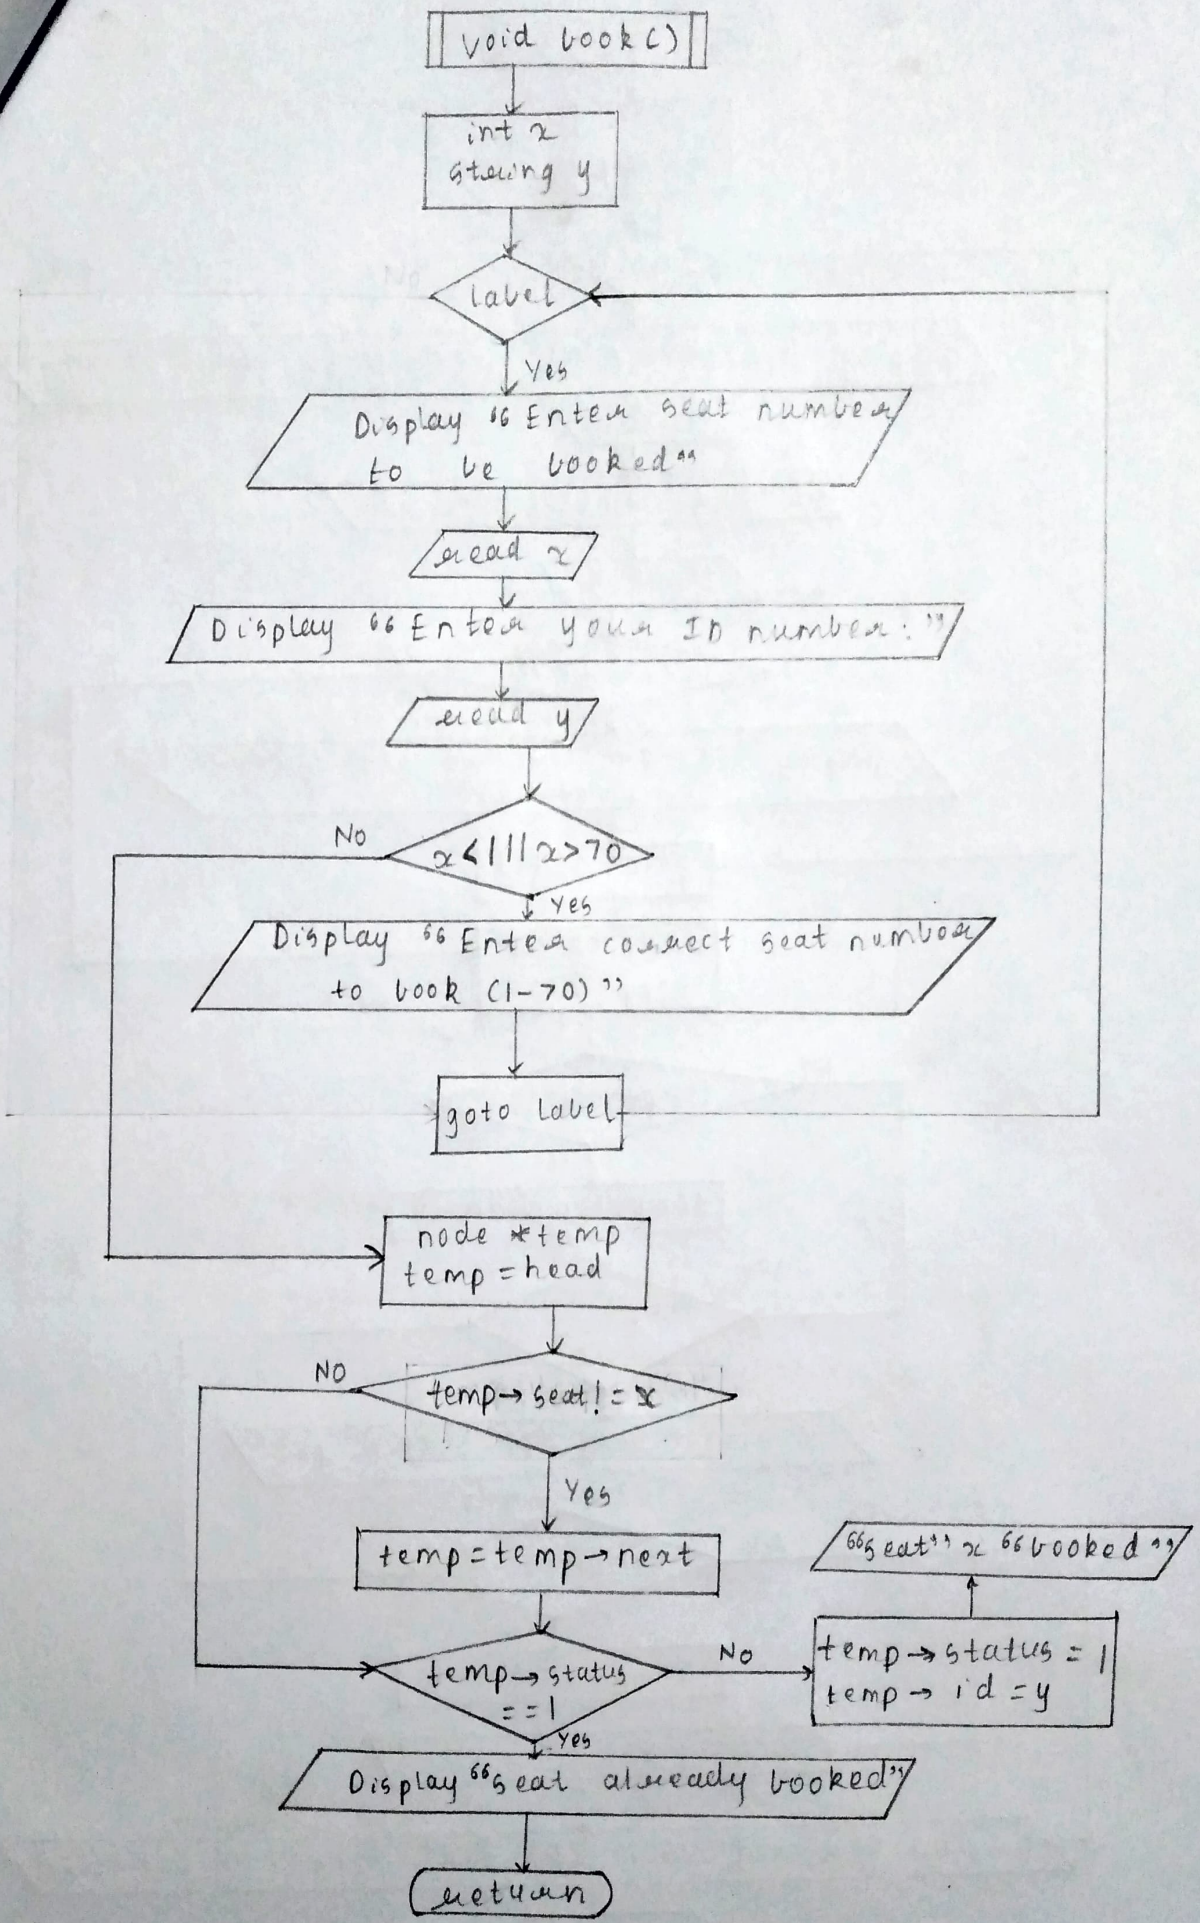 void book()
int x
string y
label
Yes
Display “Enter seat number
to be booked“
read x
Display “Enter your ID number:”
read y
No
x<1||x>70
Yes
Display “Enter correct seat number
to book (1-70)”
goto label
node *temp
temp=head
NO
temp→seat!=x
Yes
temp=temp→next
“seat” x “booked”
temp→status
==1
No
temp→status=1
temp→id=y
Yes
Display “seat already booked”
return